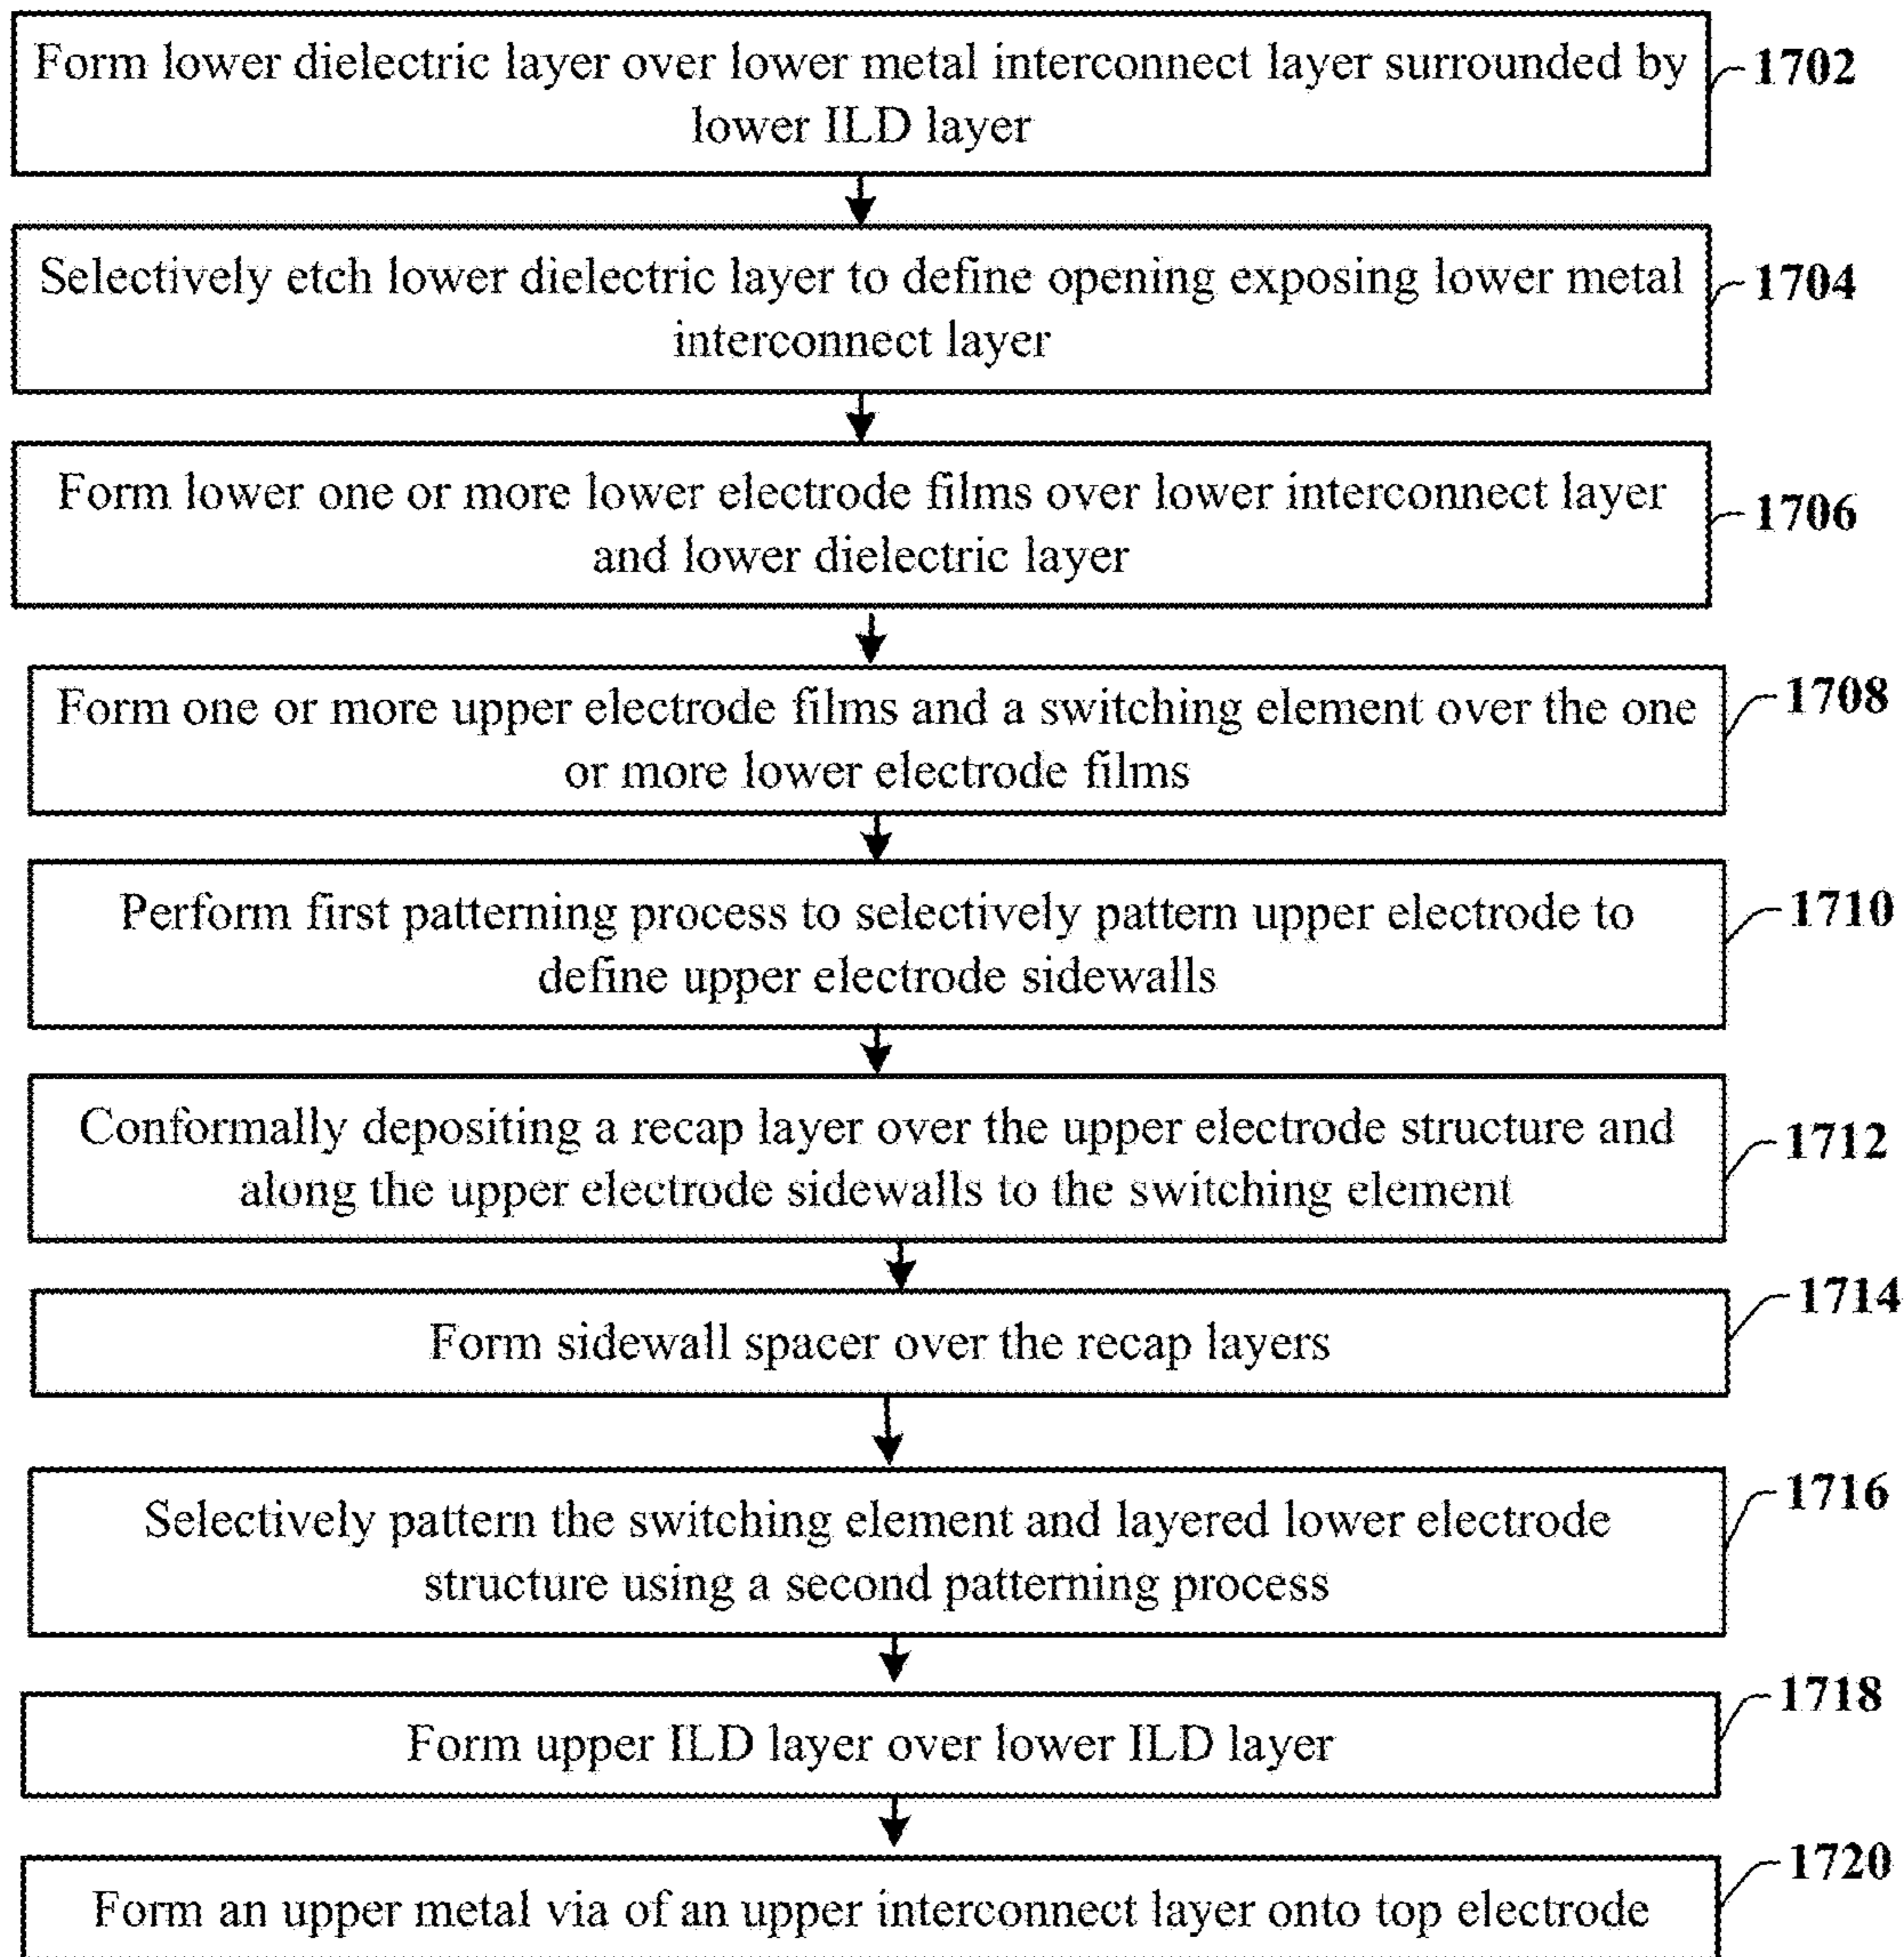 Form lower dielectric layer over lower metal interconnect layer surrounded by
lower ILD layer
1702
Selectively etch lower dielectric layer to define opening exposing lower metal
interconnect layer
1704
Form lower one or more lower electrode films over lower interconnect layer
and lower dielectric layer
1706
Form one or more upper electrode films and a switching element over the one
or more lower electrode films
1708
Perform first patterning process to selectively pattern upper electrode to
define upper electrode sidewalls
1710
Conformally depositing a recap layer over the upper electrode structure and
along the upper electrode sidewalls to the switching element
1712
Form sidewall spacer over the recap layers
1714
Selectively pattern the switching element and layered lower electrode
structure using a second patterning process
1716
Form upper ILD layer over lower ILD layer
1718
Form an upper metal via of an upper interconnect layer onto top electrode
1720